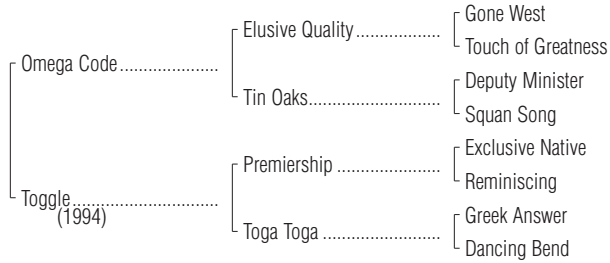 Gone West
Elusive Quality..................
Touch of Greatness
Omega Code.....................
Deputy Minister
Tin Oaks............................
Squan Song
Exclusive Native
Premiership ......................
Reminiscing
Toggle...............................
(1994)
Greek Answer
Toga Toga .........................
Dancing Bend